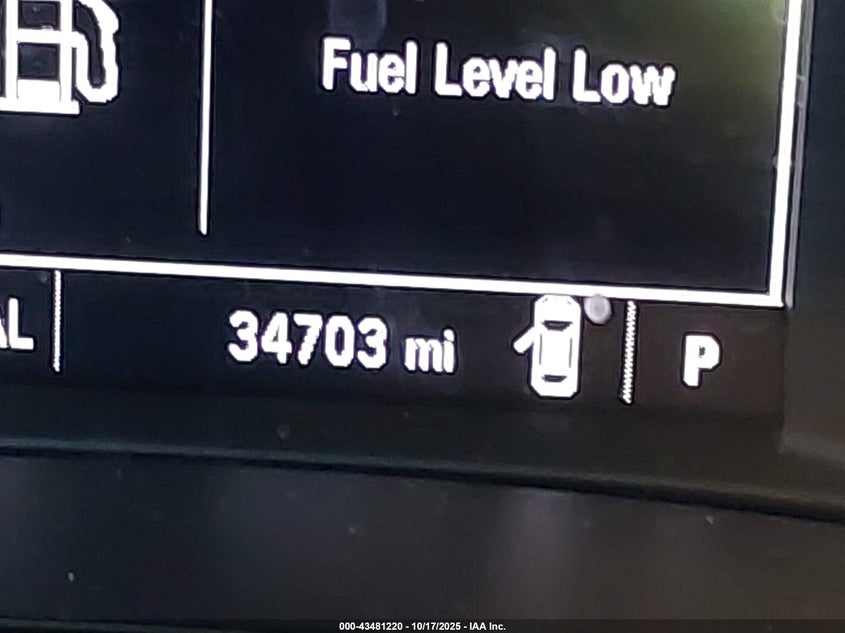 Fuel Level Low
AL
34703 mi
P
000-43481220 - 10/17/2025 - IAA Inc.